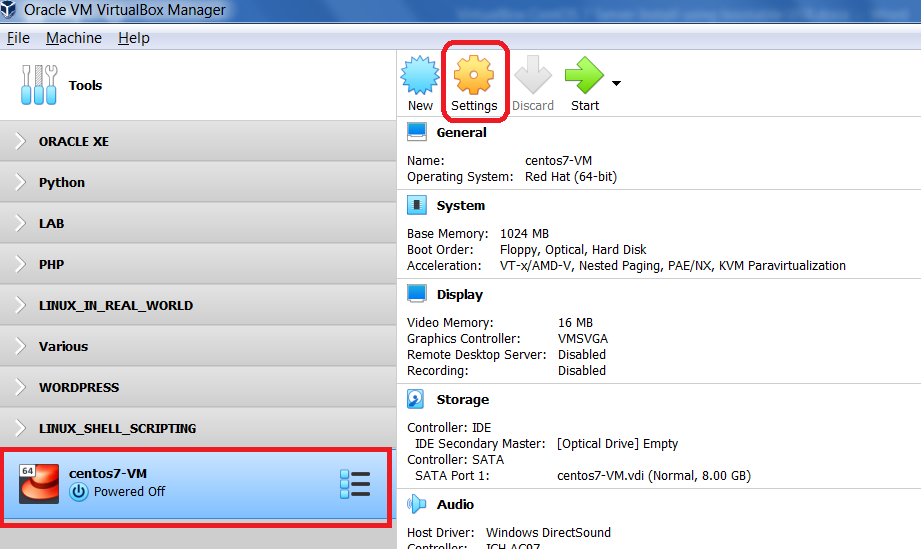 Oracle VM VirtualBox Manager
File Machine Help
Tools
ORACLE XE
Python
LAB
PHP
LINUX_IN_REAL_WORLD
Various
WORDPRESS
LINUX_SHELL_SCRIPTING
64
centos7-VM
Powered Off
New Settings Discard Start
General
Name: centos7-VM
Operating System: Red Hat (64-bit)
System
Base Memory: 1024 MB
Boot Order: Floppy, Optical, Hard Disk
Acceleration: VT-x/AMD-V, Nested Paging, PAE/NX, KVM Paravirtualization
Display
Video Memory: 16 MB
Graphics Controller: VMSVGA
Remote Desktop Server: Disabled
Recording: Disabled
Storage
Controller: IDE
IDE Secondary Master: [Optical Drive] Empty
Controller: SATA
SATA Port 1: centos7-VM.vdi (Normal, 8.00 GB)
Audio
Host Driver: Windows DirectSound
Controller: ICH AC97